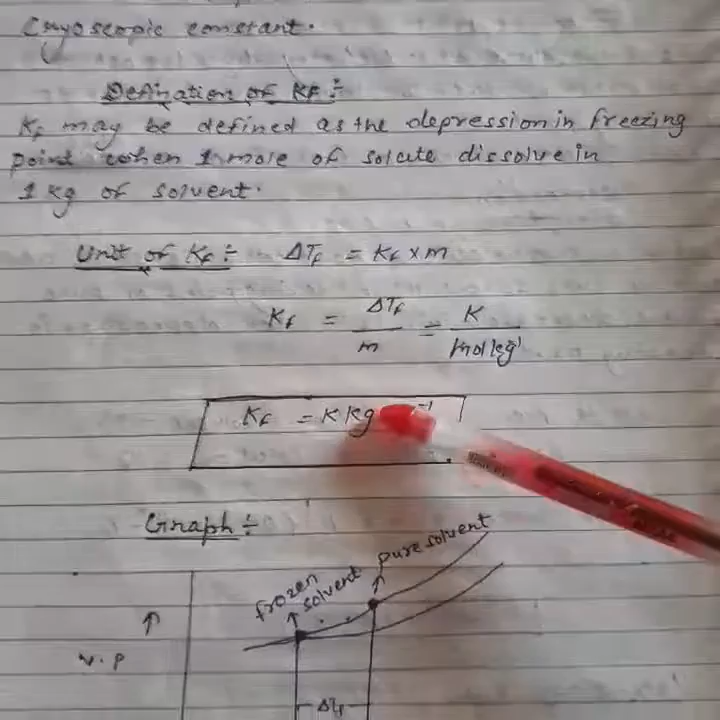 Cryoscopic constant.
Defination of Kf ÷
Kf may be defined as the depression in freezing
point when 1 mole of solute dissolve in
1 kg of solvent.
Unit of Kf ÷ ΔTf = Kf × m
Kf = ΔTf / m = K / mol kg⁻¹
Kf = K kg ⁻¹
Graph ÷
frozen solvent
pure solvent
↑
V.P
ΔTf